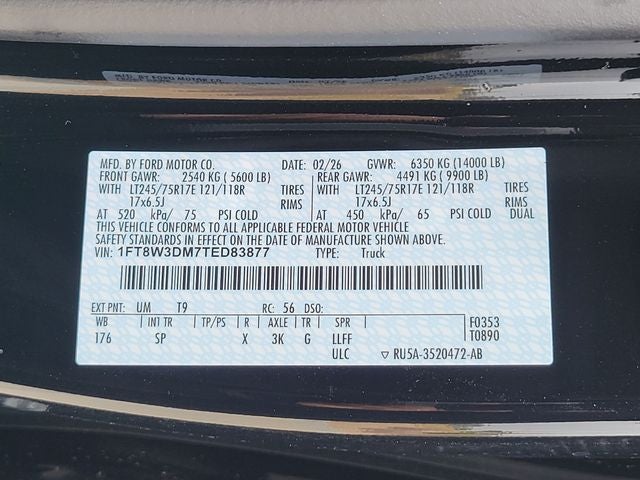 MFD. BY FORD MOTOR CO. DATE: 02/26 GVWR: 6350 KG (14000 LB)
FRONT GAWR: 2540 KG ( 5600 LB) REAR GAWR: 4491 KG ( 9900 LB)
WITH LT245/75R17E 121/118R TIRES WITH LT245/75R17E 121/118R TIRES
17x6.5J RIMS 17x6.5J RIMS
AT 520 kPa/ 75 PSI COLD AT 450 kPa/ 65 PSI COLD DUAL
THIS VEHICLE CONFORMS TO ALL APPLICABLE FEDERAL MOTOR VEHICLE
SAFETY STANDARDS IN EFFECT ON THE DATE OF MANUFACTURE SHOWN ABOVE.
VIN: 1FT8W3DM7TED83877 TYPE: Truck
EXT PNT: UM T9 RC: 56 DSO:
WB INT TR TP/PS R AXLE TR SPR F0353
176 SP X 3K G LLFF T0890
ULC ▽ RU5A-3520472-AB